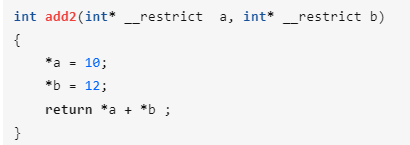 int add2(int* __restrict  a, int* __restrict b)
{
    *a = 10;
    *b = 12;
    return *a + *b ;
}